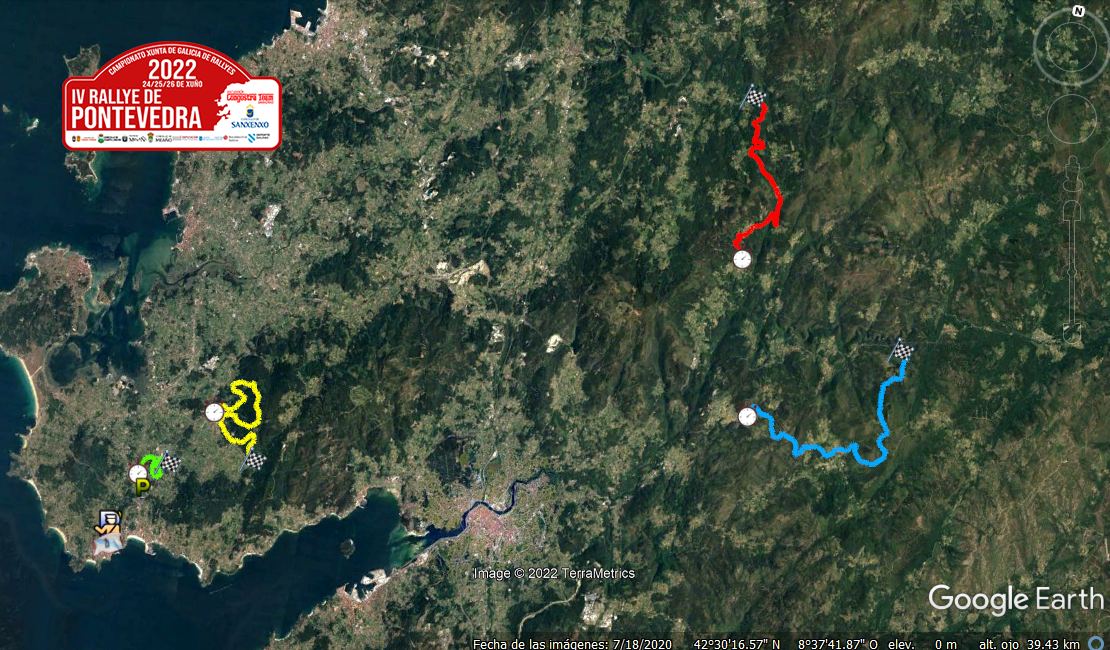 CAMPIONATO XUNTA DE GALICIA DE RALLYES
2022
24/25/26 DE XUÑO
IV RALLYE DE
PONTEVEDRA
SANXENXO
N
P
Image © 2022 TerraMetrics
Google Earth
Fecha de las imágenes: 7/18/2020 42°30'16.57" N 8°37'41.87" O elev. 0 m alt. ojo 39.43 km